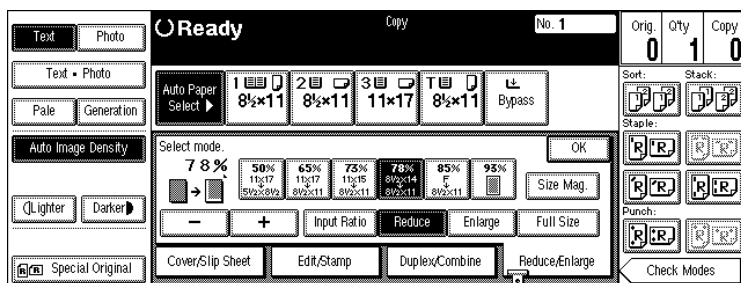 Text Photo
Text • Photo
Pale Generation
Auto Image Density
Lighter Darker
Special Original
Ready
Copy
No. 1
Auto Paper
Select
1
8½×11
2
8½×11
3
11×17
T
8½×11
Bypass
Select mode.
OK
78%
50%
11×17
5½×8½
65%
11×17
8½×11
73%
11×15
8½×11
78%
8½×14
8½×11
85%
F
8½×11
93%
Size Mag.
− + Input Ratio Reduce Enlarge Full Size
Cover/Slip Sheet Edit/Stamp Duplex/Combine Reduce/Enlarge
Orig. Q'ty Copy
0 1 0
Sort: Stack:
Staple:
Punch:
Check Modes